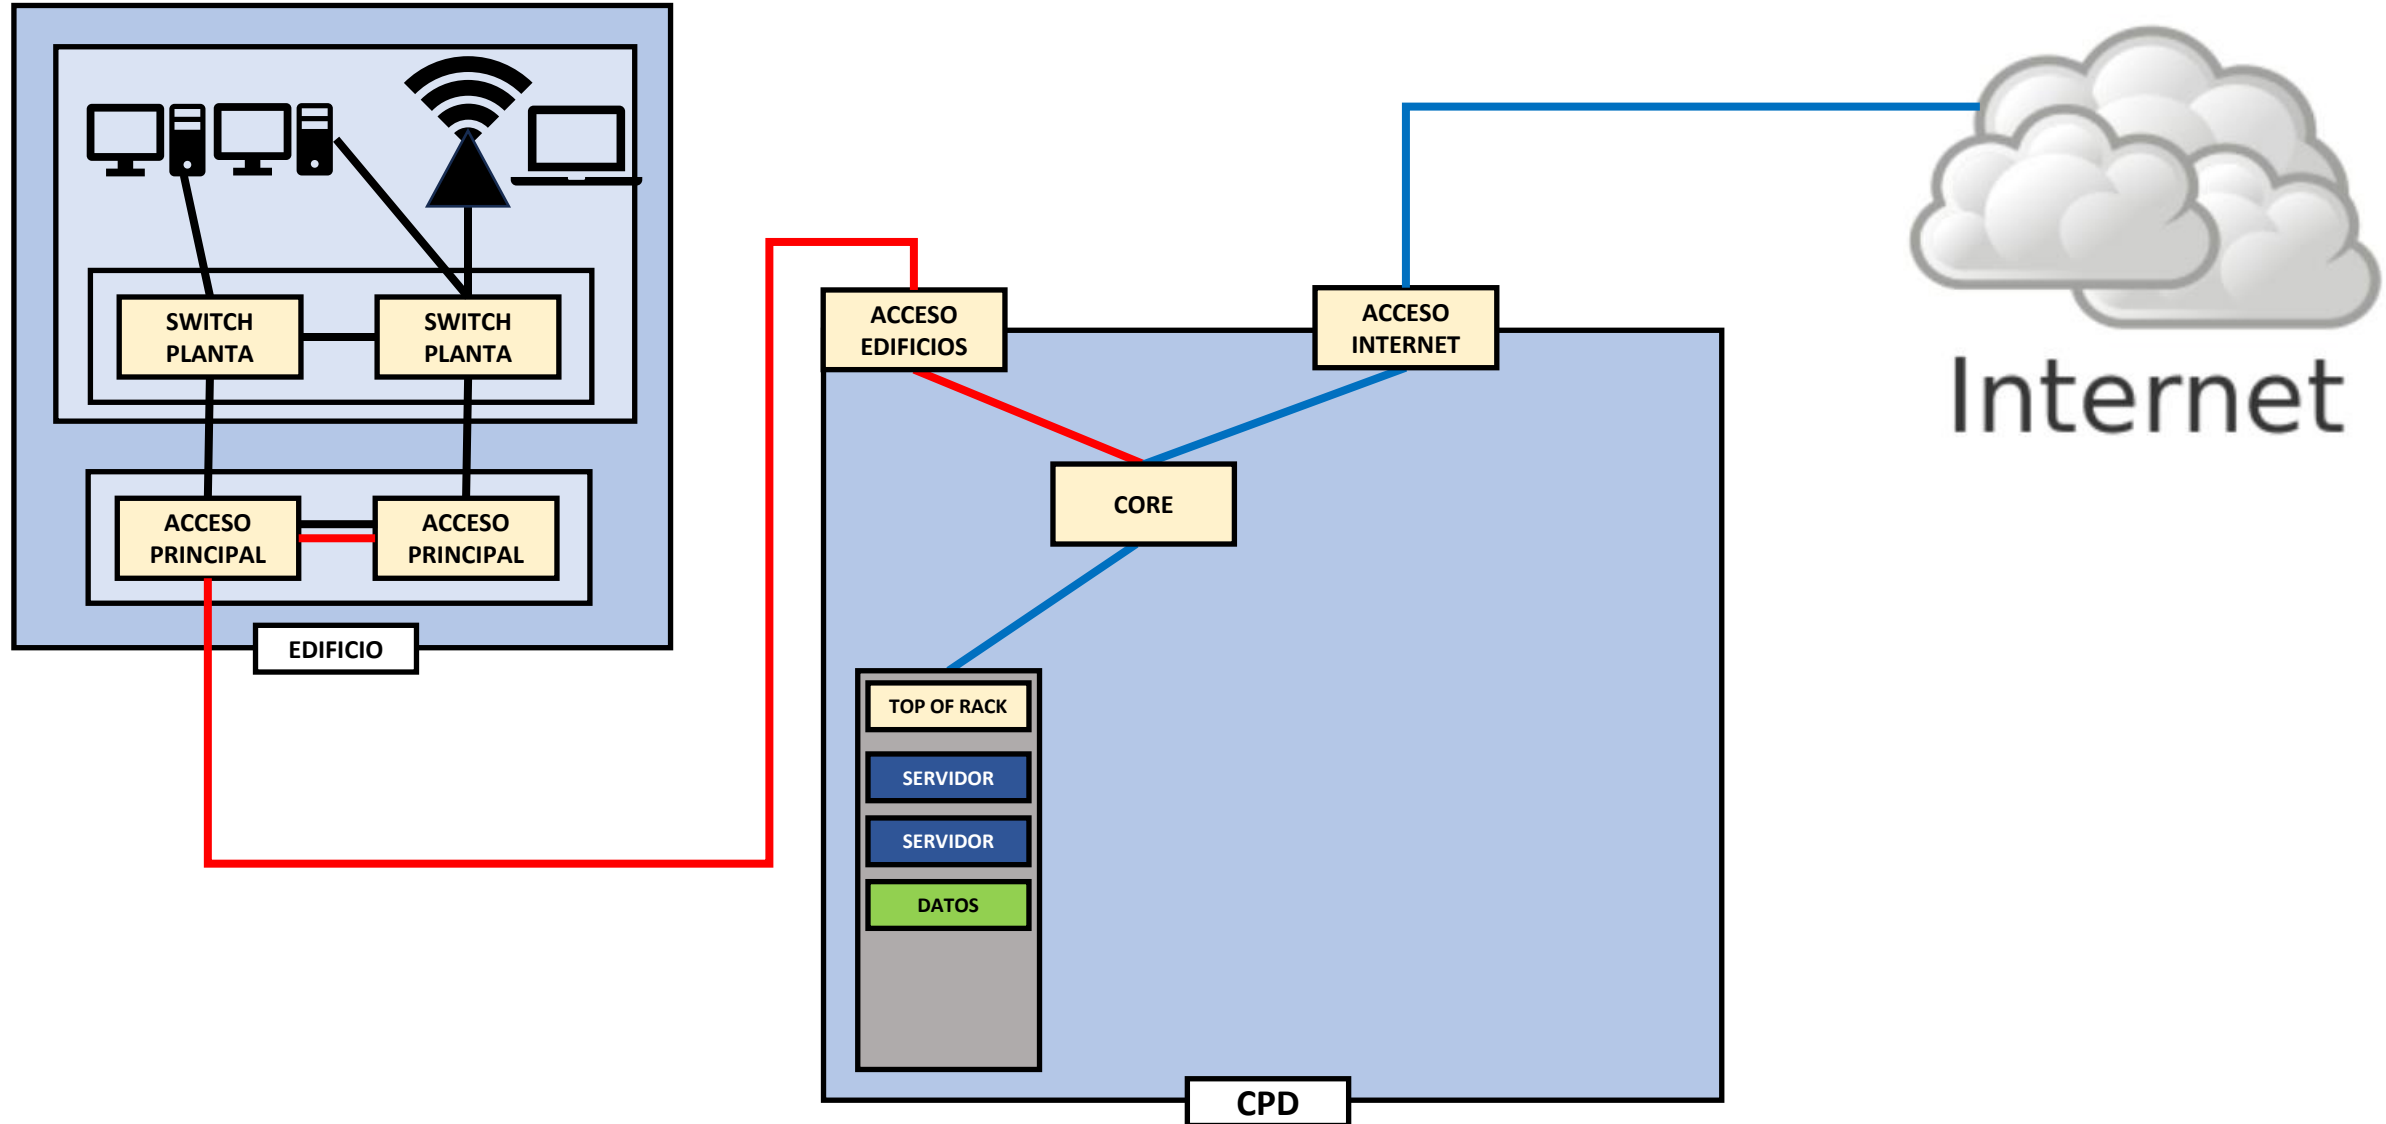 SWITCH
PLANTA
SWITCH
PLANTA
ACCESO
PRINCIPAL
ACCESO
PRINCIPAL
EDIFICIO
ACCESO
EDIFICIOS
ACCESO
INTERNET
CORE
TOP OF RACK
SERVIDOR
SERVIDOR
DATOS
CPD
Internet